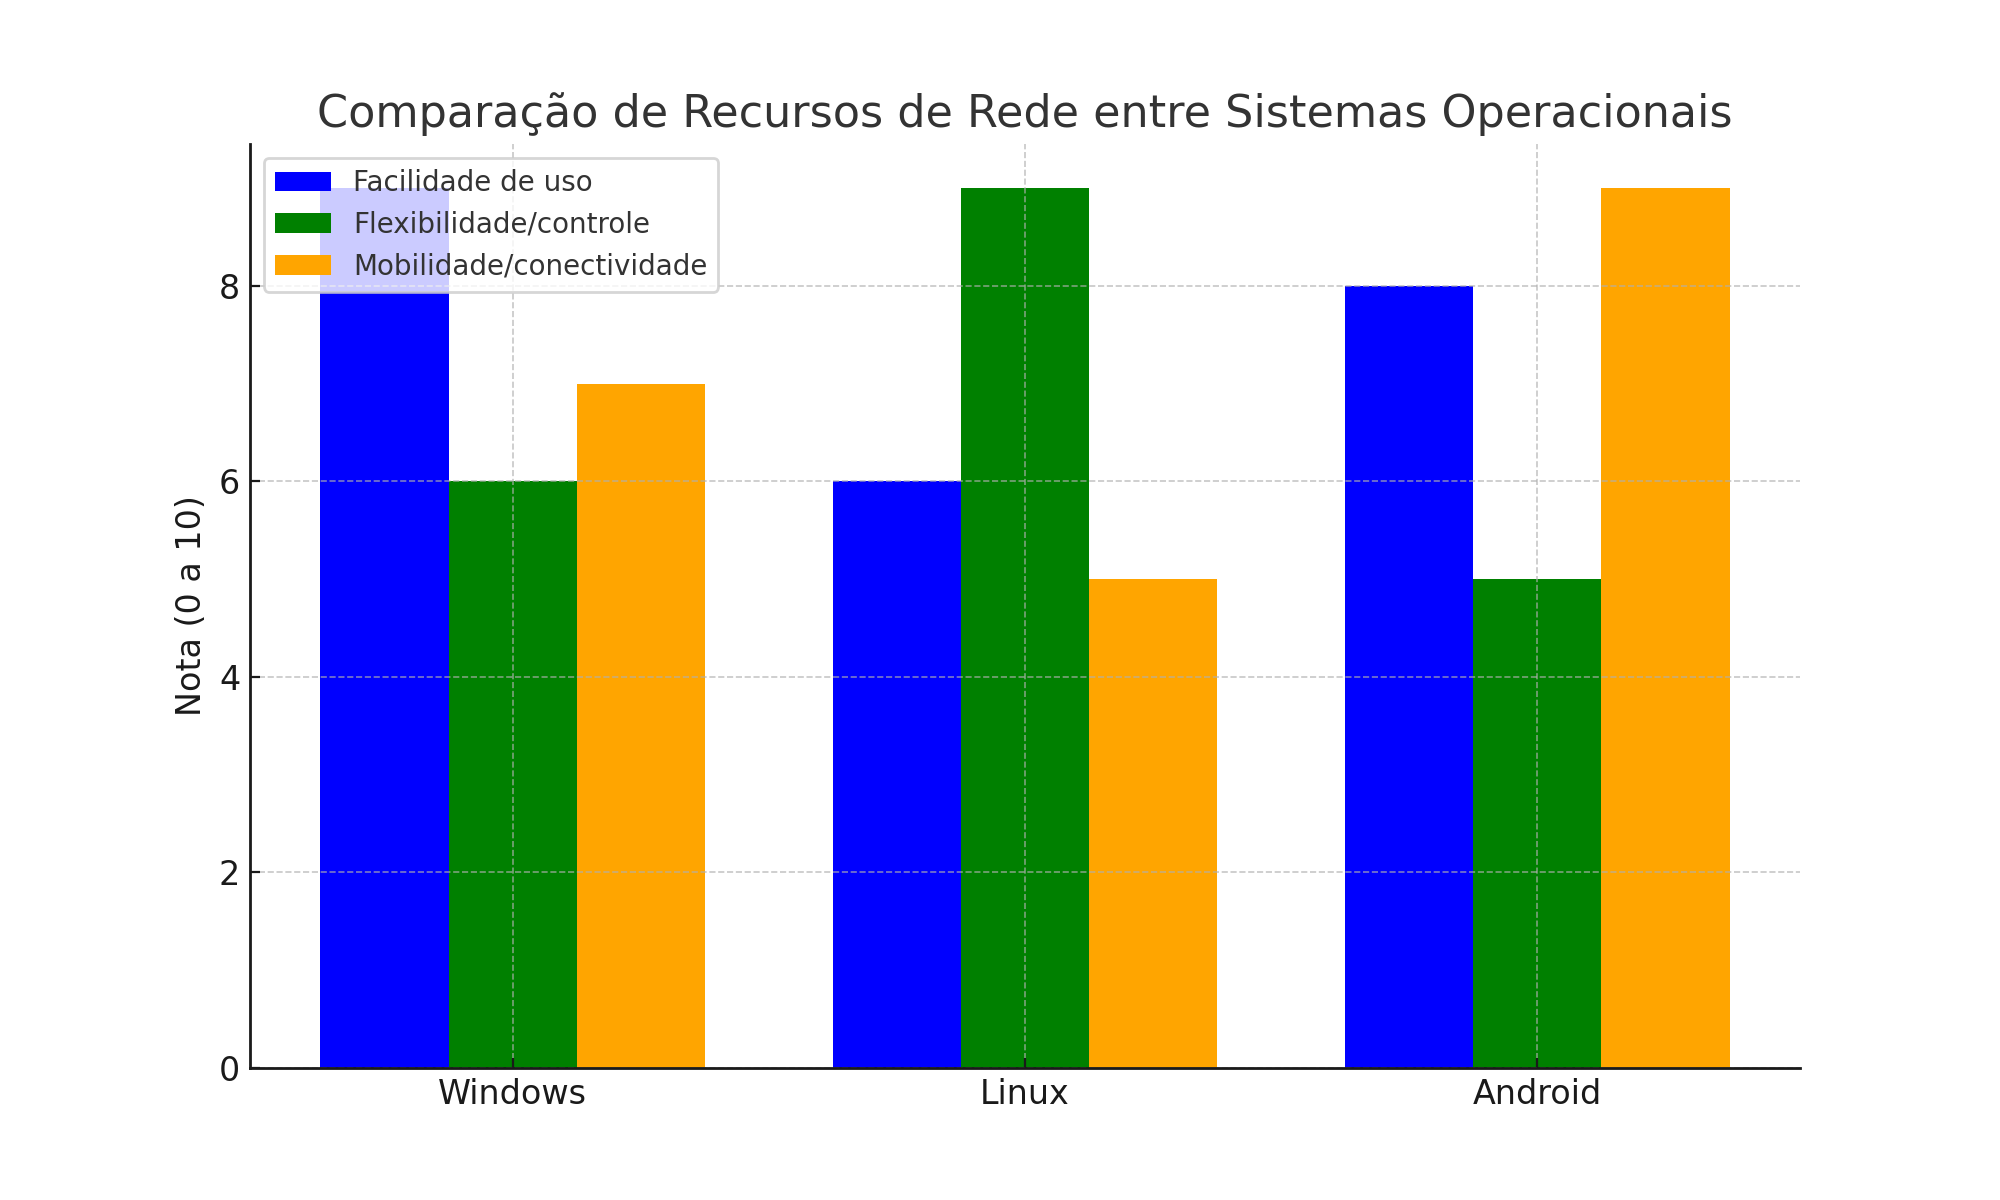 Comparação de Recursos de Rede entre Sistemas Operacionais
Facilidade de uso
Flexibilidade/controle
Mobilidade/conectividade
Nota (0 a 10)
8
6
4
2
0
Windows
Linux
Android